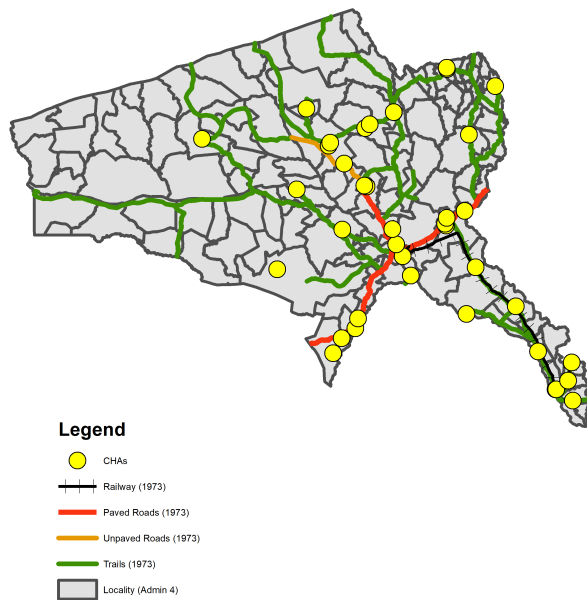 Legend
CHAs
Railway (1973)
Paved Roads (1973)
Unpaved Roads (1973)
Trails (1973)
Locality (Admin 4)